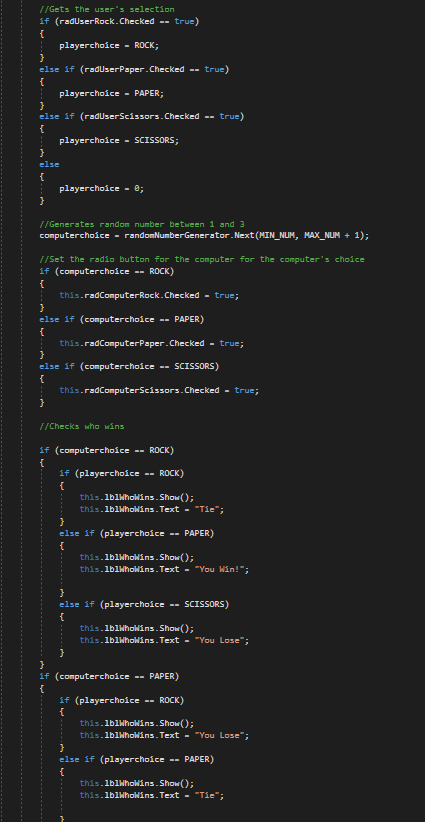 //Gets the user's selection
if (radUserRock.Checked == true)
{
playerchoice = ROCK;
}
else if (radUserPaper.Checked == true)
{
playerchoice = PAPER;
}
else if (radUserScissors.Checked == true)
{
playerchoice = SCISSORS;
}
else
{
playerchoice = 0;
}
//Generates random number between 1 and 3
computerchoice = randomNumberGenerator.Next(MIN_NUM, MAX_NUM + 1);
//Set the radio button for the computer for the computer's choice
if (computerchoice == ROCK)
{
this.radComputerRock.Checked = true;
}
else if (computerchoice == PAPER)
{
this.radComputerPaper.Checked = true;
}
else if (computerchoice == SCISSORS)
{
this.radComputerScissors.Checked = true;
}
//Checks who wins
if (computerchoice == ROCK)
{
if (playerchoice == ROCK)
{
this.lblWhoWins.Show();
this.lblWhoWins.Text = "Tie";
}
else if (playerchoice == PAPER)
{
this.lblWhoWins.Show();
this.lblWhoWins.Text = "You Win!";
}
else if (playerchoice == SCISSORS)
{
this.lblWhoWins.Show();
this.lblWhoWins.Text = "You Lose";
}
}
if (computerchoice == PAPER)
{
if (playerchoice == ROCK)
{
this.lblWhoWins.Show();
this.lblWhoWins.Text = "You Lose";
}
else if (playerchoice == PAPER)
{
this.lblWhoWins.Show();
this.lblWhoWins.Text = "Tie";
}